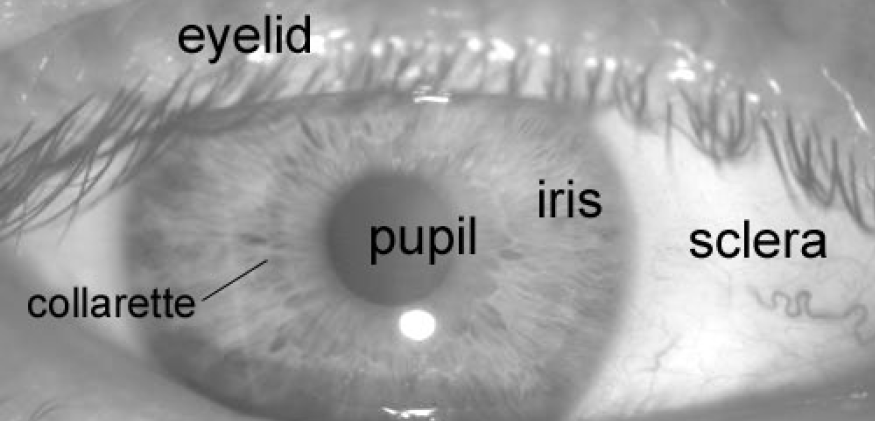 eyelid
iris
pupil
sclera
collarette